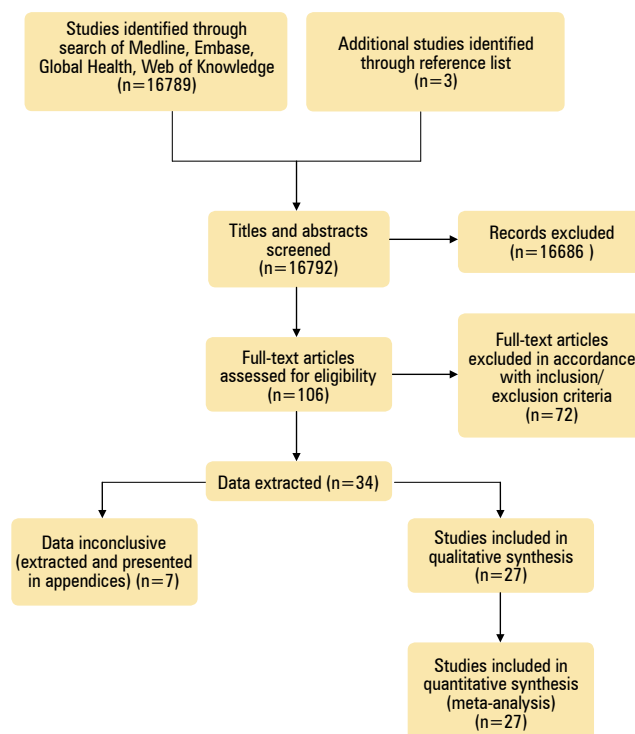 Studies identified through
search of Medline, Embase,
Global Health, Web of Knowledge
(n=16789)
Additional studies identified
through reference list
(n=3)
Titles and abstracts
screened
(n=16792)
Records excluded
(n=16686 )
Full-text articles
assessed for eligibility
(n=106)
Full-text articles
excluded in accordance
with inclusion/
exclusion criteria
(n=72)
Data extracted (n=34)
Data inconclusive
(extracted and presented
in appendices) (n=7)
Studies included in
qualitative synthesis
(n=27)
Studies included in
quantitative synthesis
(meta-analysis)
(n=27)